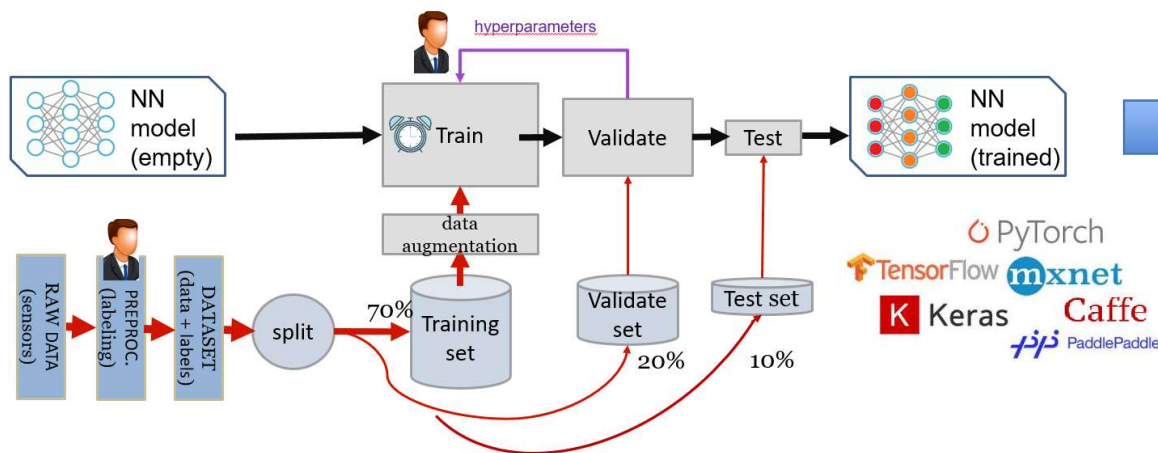 hyperparameters
NN
model
(empty)
Train
Validate
Test
NN
model
(trained)
data
augmentation
RAW DATA
(sensors)
PREPROC.
(labeling)
DATASET
(data + labels)
split
70%
Training
set
Validate
set
20%
Test set
10%
PyTorch
TensorFlow
mxnet
K
Keras
Caffe
PaddlePaddle